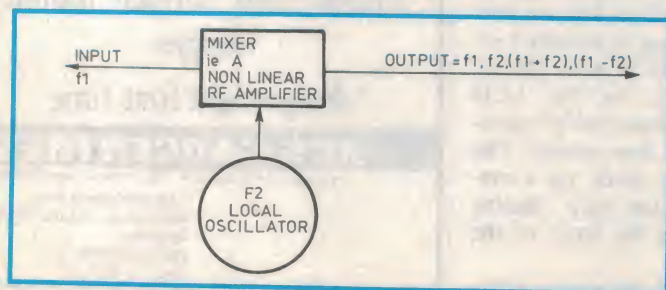 INPUT
f1
MIXER
ie A
NON LINEAR
RF AMPLIFIER
OUTPUT = f1, f2,(f1+f2),(f1 -f2)
F2
LOCAL
OSCILLATOR